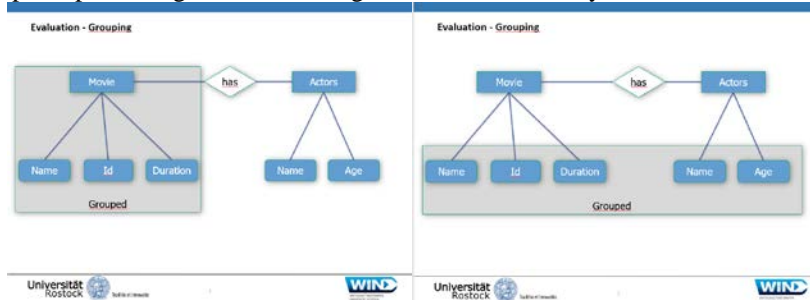 Evaluation - Grouping
Movie
has
Actors
Name
Id
Duration
Name
Age
Grouped
Universität
Rostock
WIND
Evaluation - Grouping
Movie
has
Actors
Name
Id
Duration
Name
Age
Grouped
Universität
Rostock
WIND